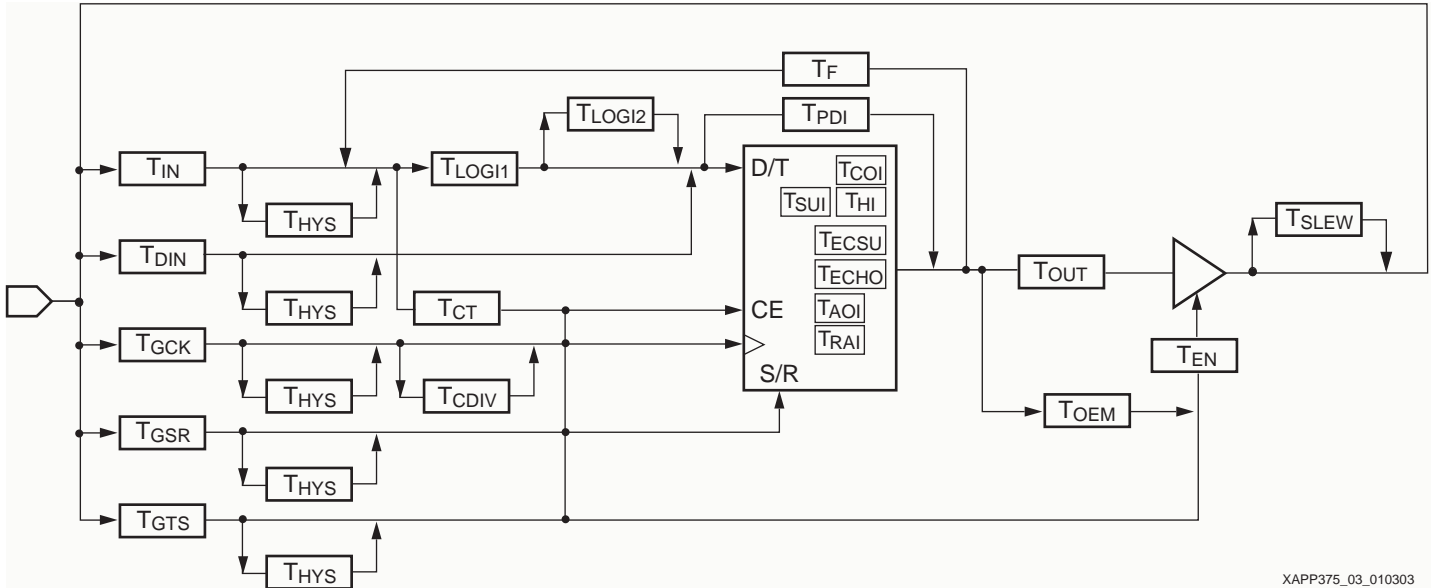 TF
TLOGI2
TPDI
TIN
TLOGI1
D/T
TCOI
TSUI
THI
THYS
TSLEW
TDIN
TECSU
TOUT
TECHO
THYS
TCT
CE
TAOI
TGCK
TRAI
TEN
S/R
THYS
TCDIV
TOEM
TGSR
THYS
TGTS
THYS
XAPP375_03_010303